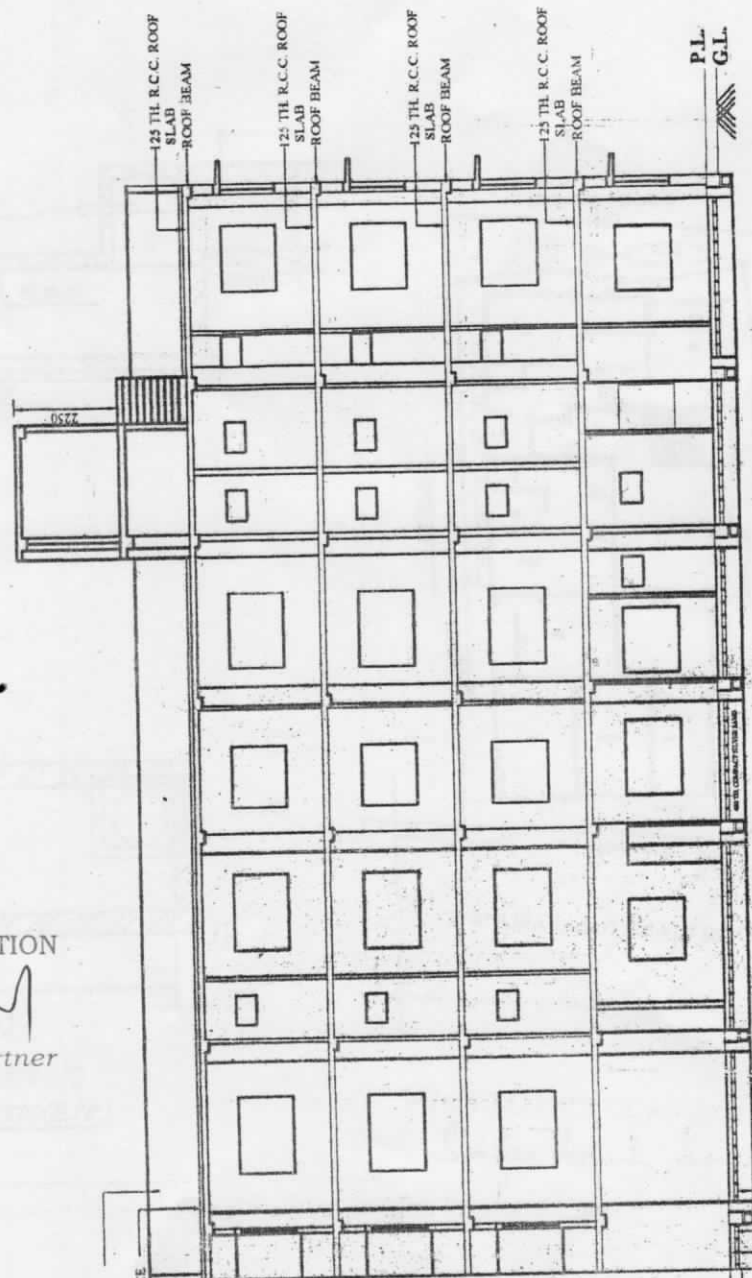 125 TH. R.C.C. ROOF
SLAB
ROOF BEAM
125 TH. R.C.C. ROOF
SLAB
ROOF BEAM
125 TH. R.C.C. ROOF
SLAB
ROOF BEAM
125 TH. R.C.C. ROOF
SLAB
ROOF BEAM
P.L.
G.L.
2250
TION
rtner